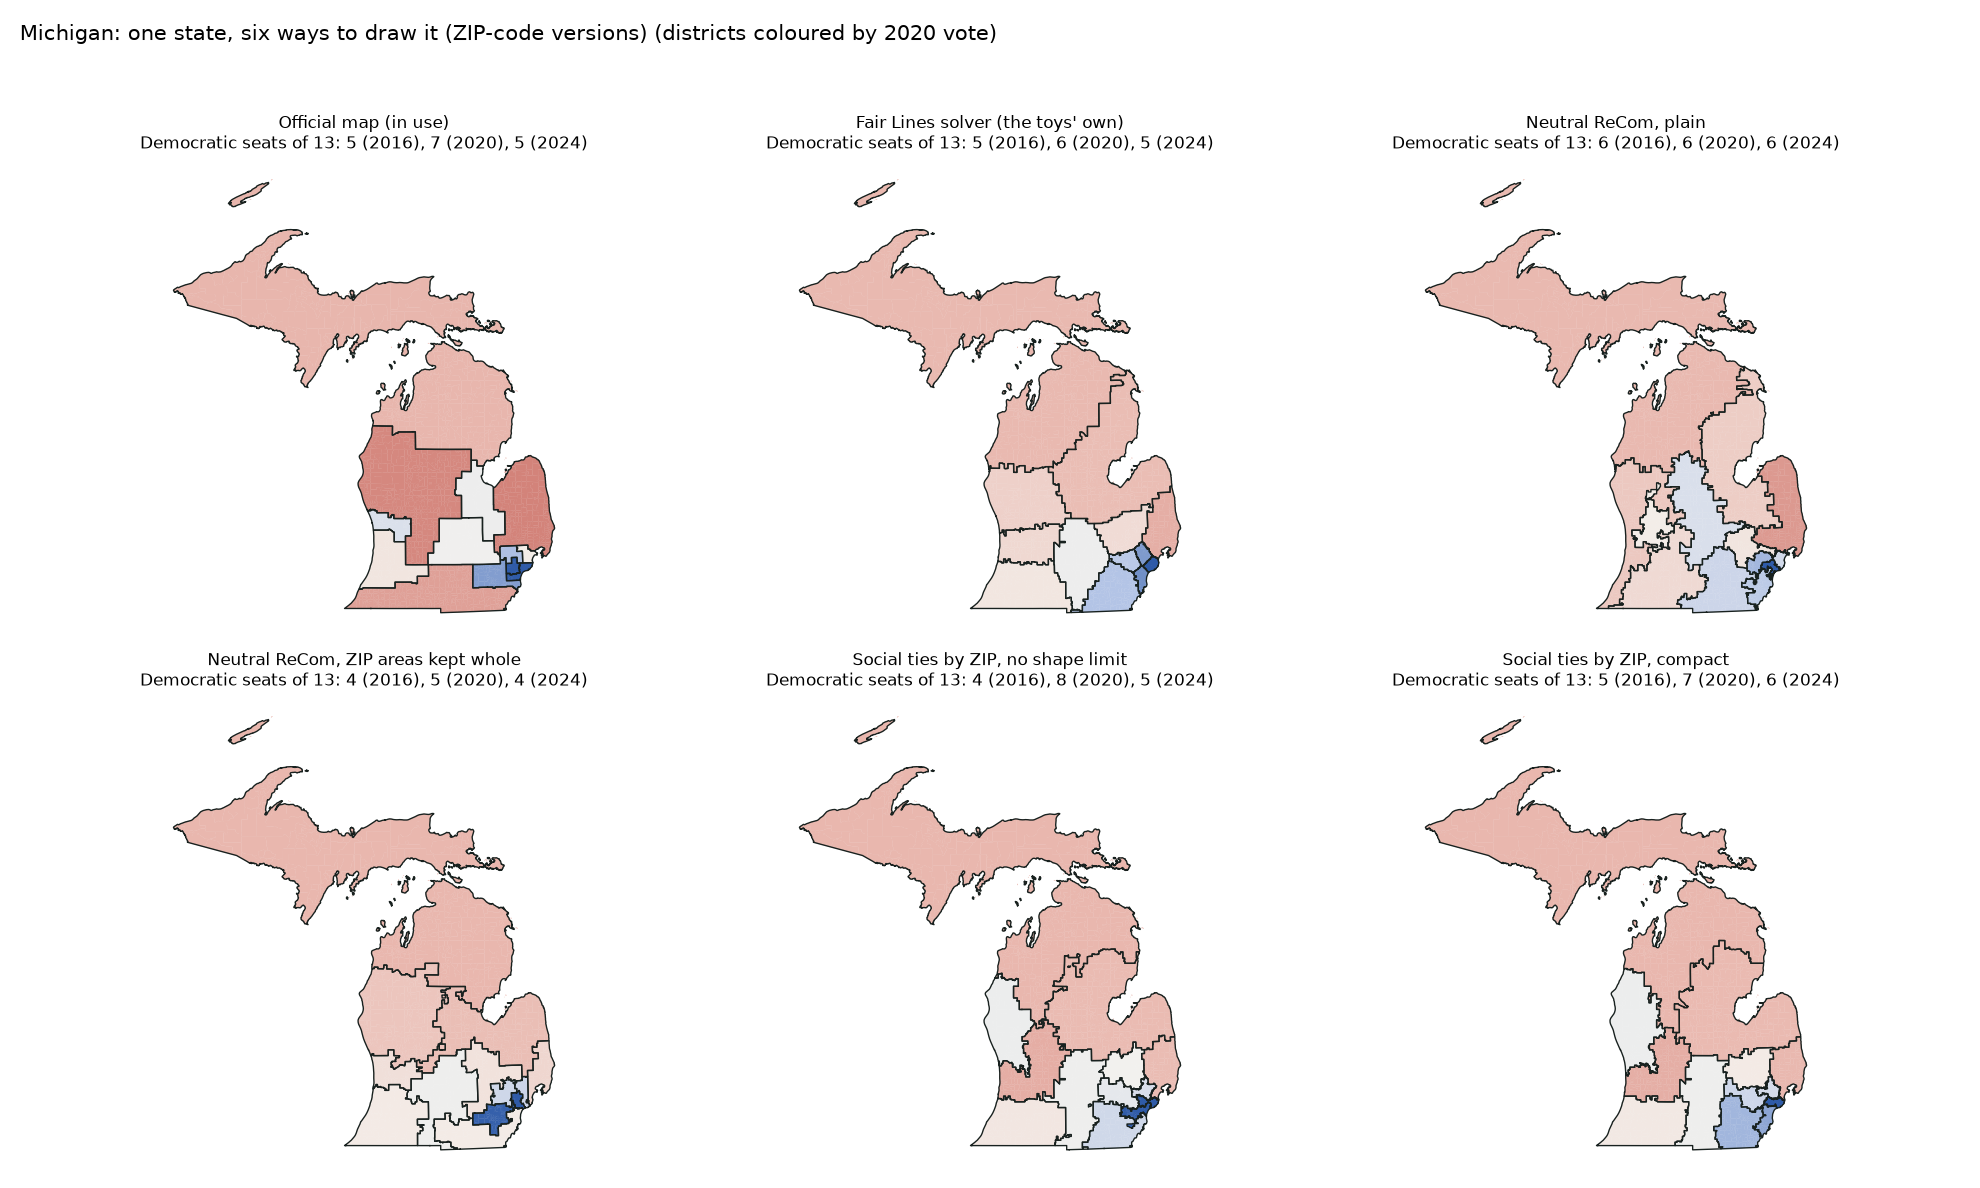 Michigan: one state, six ways to draw it (ZIP-code versions) (districts coloured by 2020 vote)
Official map (in use)
Democratic seats of 13: 5 (2016), 7 (2020), 5 (2024)
Fair Lines solver (the toys' own)
Democratic seats of 13: 5 (2016), 6 (2020), 5 (2024)
Neutral ReCom, plain
Democratic seats of 13: 6 (2016), 6 (2020), 6 (2024)
Neutral ReCom, ZIP areas kept whole
Democratic seats of 13: 4 (2016), 5 (2020), 4 (2024)
Social ties by ZIP, no shape limit
Democratic seats of 13: 4 (2016), 8 (2020), 5 (2024)
Social ties by ZIP, compact
Democratic seats of 13: 5 (2016), 7 (2020), 6 (2024)